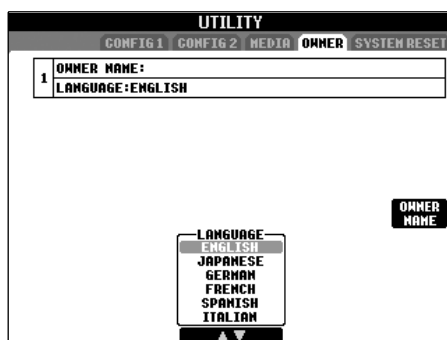 UTILITY
CONFIG 1 CONFIG 2 MEDIA OWNER SYSTEM RESET
1
OWNER NAME:
LANGUAGE:ENGLISH
OWNER
NAME
LANGUAGE
ENGLISH
JAPANESE
GERMAN
FRENCH
SPANISH
ITALIAN